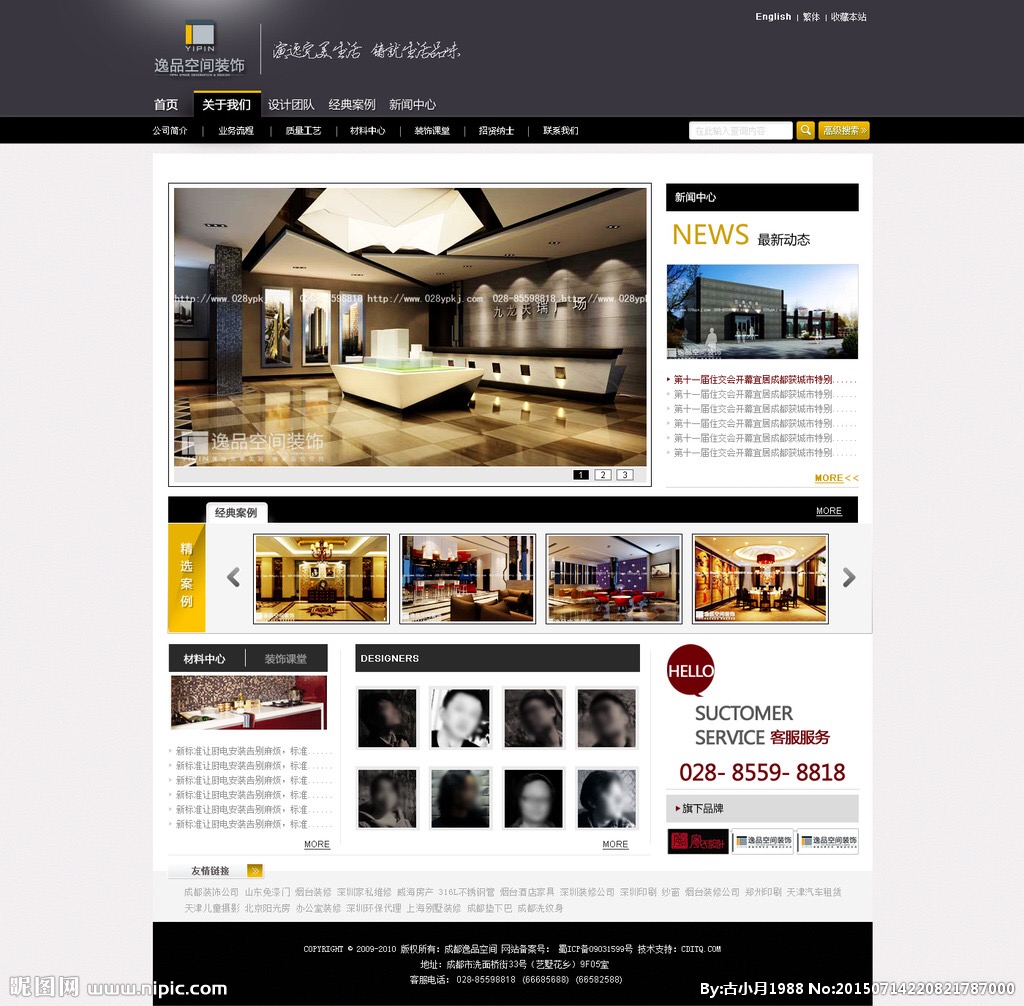 English | 繁体 | 收藏本站
YIPIN
逸品空间装饰
演逸完美生活 铸就生活品味
首页 关于我们 设计团队 经典案例 新闻中心
公司简介 | 业务流程 | 质量工艺 | 材料中心 | 装饰课堂 | 招贤纳士 | 联系我们
在此输入查询内容 高级搜索 »
新闻中心
NEWS 最新动态
http://www.028ypkj.com 028-85598818 http://www.028ypkj.com 028-85598818 http://www
九龙天瑞广场
逸品空间装饰
1 2 3
第十一届住交会开幕宜居成都获城市特别......
第十一届住交会开幕宜居成都获城市特别......
第十一届住交会开幕宜居成都获城市特别......
第十一届住交会开幕宜居成都获城市特别......
第十一届住交会开幕宜居成都获城市特别......
第十一届住交会开幕宜居成都获城市特别......
MORE<<
经典案例
MORE
精选案例
逸品空间装饰
材料中心 | 装饰课堂
新标准让厨电安装告别麻烦，标准......
新标准让厨电安装告别麻烦，标准......
新标准让厨电安装告别麻烦，标准......
新标准让厨电安装告别麻烦，标准......
新标准让厨电安装告别麻烦，标准......
新标准让厨电安装告别麻烦，标准......
MORE
DESIGNERS
MORE
HELLO
SUCTOMER
SERVICE 客服服务
028- 8559- 8818
旗下品牌
逸品空间装饰 逸品空间装饰
友情链接 »
成都装饰公司 山东免漆门 烟台装修 深圳家私维修 威海房产 316L不锈钢管 烟台酒店家具 深圳装修公司 深圳印刷 纱窗 烟台装修公司 郑州印刷 天津汽车租赁
天津儿童摄影 北京阳光房 办公室装修 深圳环保代理 上海别墅装修 成都垫下巴 成都洗纹身
COPYRIGHT © 2009-2010 版权所有：成都逸品空间 网站备案号： 蜀ICP备09031599号 技术支持：CDITQ.COM
地址：成都市洗面桥街33号（艺墅花乡）9F05室
客服电话： 028-85598818 (66685688) (66582588)
昵图网 www.nipic.com
By:古小月1988 No:20150714220821787000